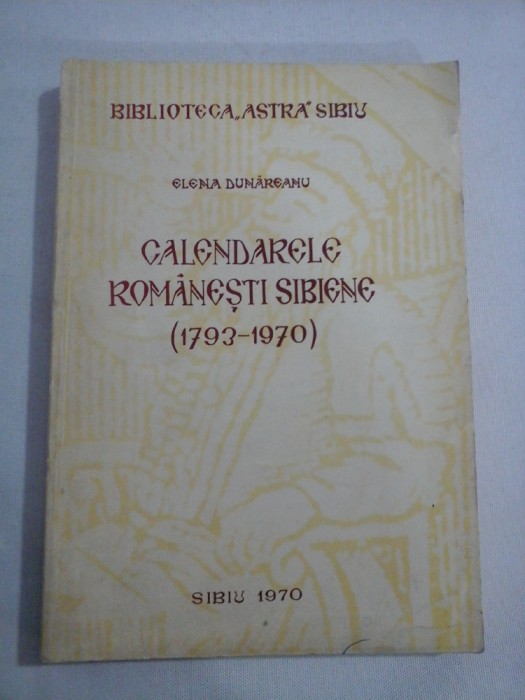 BIBLIOTECA „ASTRA” SIBIU
ELENA DUNĂREANU
CALENDARELE
ROMÂNEȘTI SIBIENE
(1793-1970)
SIBIU 1970